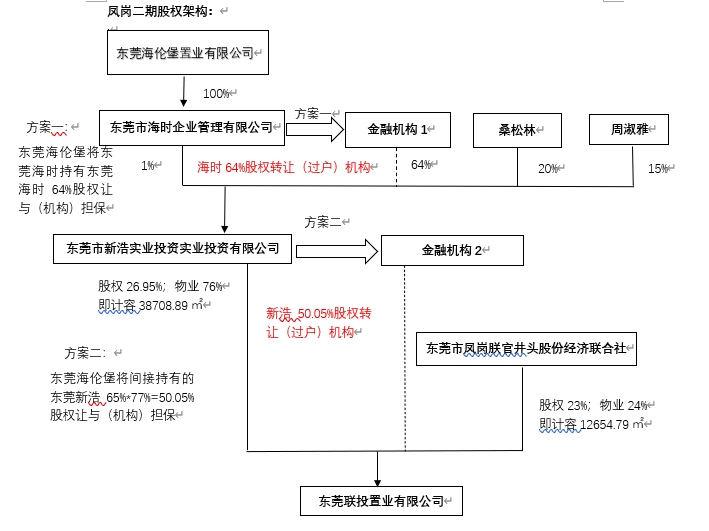 凤岗二期股权架构：
东莞海伦堡置业有限公司
100%
方案一
方案一:
东莞市海时企业管理有限公司
金融机构 1
桑松林
周淑雅
东莞海伦堡将东
莞海时持有东莞
海时 64%股权让
与（机构）担保
1%
海时 64%股权转让（过户）机构
64%
20%
15%
方案二
东莞市新浩实业投资实业投资有限公司
金融机构 2
股权 26.95%；物业 76%
即计容 38708.89 ㎡
新浩 50.05%股权转
让（过户）机构
方案二：
东莞市凤岗朕官井头股份经济联合社
东莞海伦堡将间接持有的
东莞新浩 65%*77%=50.05%
股权让与（机构）担保
股权 23%；物业 24%
即计容 12654.79 ㎡
东莞联投置业有限公司